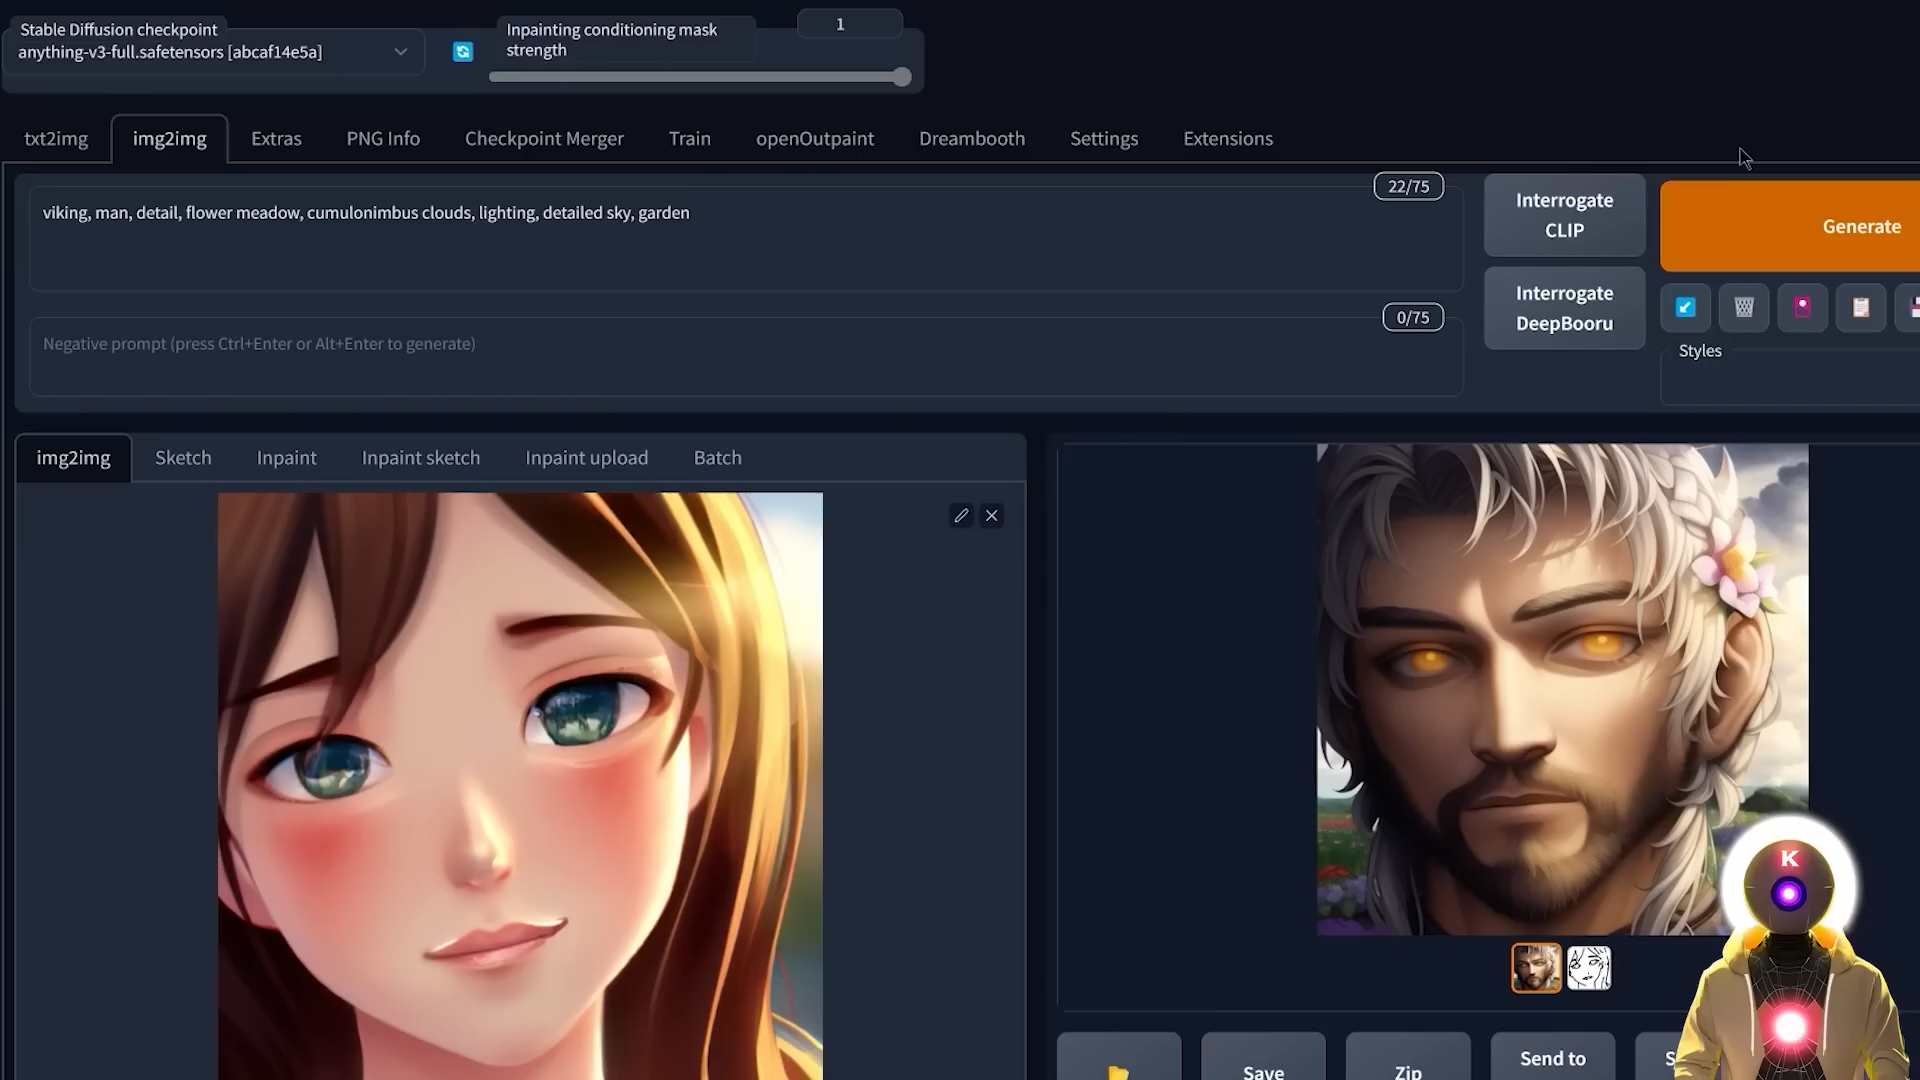 Stable Diffusion checkpoint
anything-v3-full.safetensors [abcaf14e5a]
Inpainting conditioning mask
strength
1
txt2img
img2img
Extras
PNG Info
Checkpoint Merger
Train
openOutpaint
Dreambooth
Settings
Extensions
22/75
viking, man, detail, flower meadow, cumulonimbus clouds, lighting, detailed sky, garden
Interrogate
CLIP
Generate
0/75
Negative prompt (press Ctrl+Enter or Alt+Enter to generate)
Interrogate
DeepBooru
Styles
img2img
Sketch
Inpaint
Inpaint sketch
Inpaint upload
Batch
K
Save
Zip
Send to